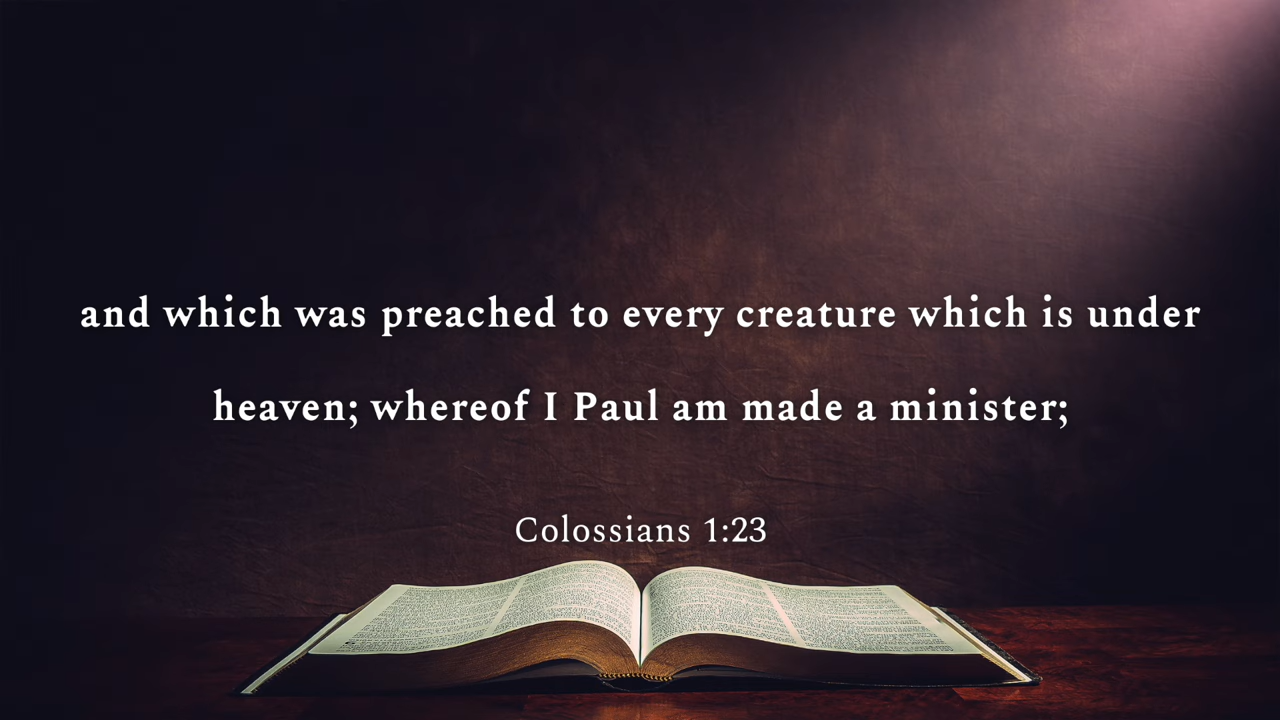 and which was preached to every creature which is under
heaven; whereof I Paul am made a minister;
Colossians 1:23